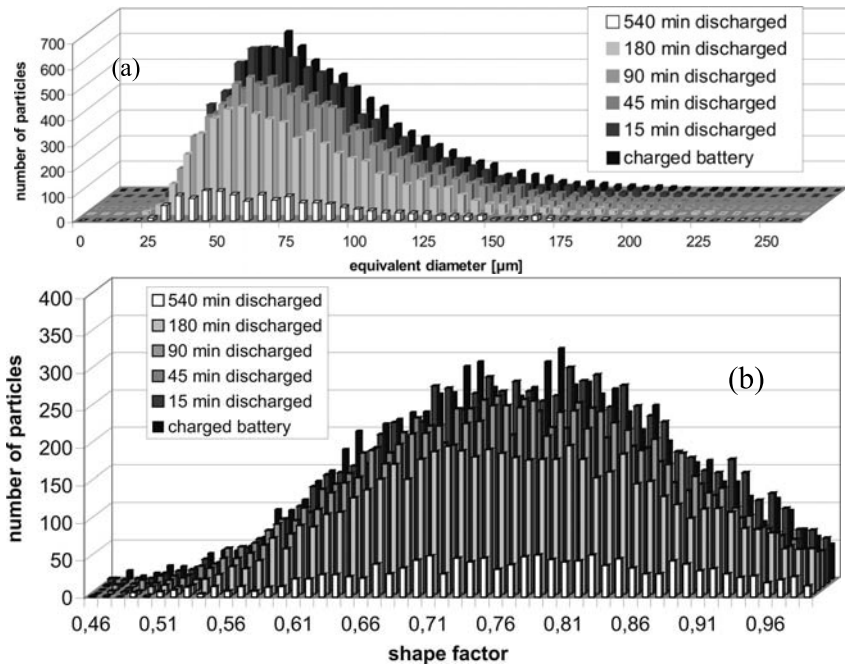 (a)
number of particles
700
600
500
400
300
200
100
0
0 25 50 75 100 125 150 175 200 225 250
equivalent diameter [µm]
540 min discharged
180 min discharged
90 min discharged
45 min discharged
15 min discharged
charged battery
(b)
number of particles
400
350
300
250
200
150
100
50
0
0,46 0,51 0,56 0,61 0,66 0,71 0,76 0,81 0,86 0,91 0,96
shape factor
540 min discharged
180 min discharged
90 min discharged
45 min discharged
15 min discharged
charged battery